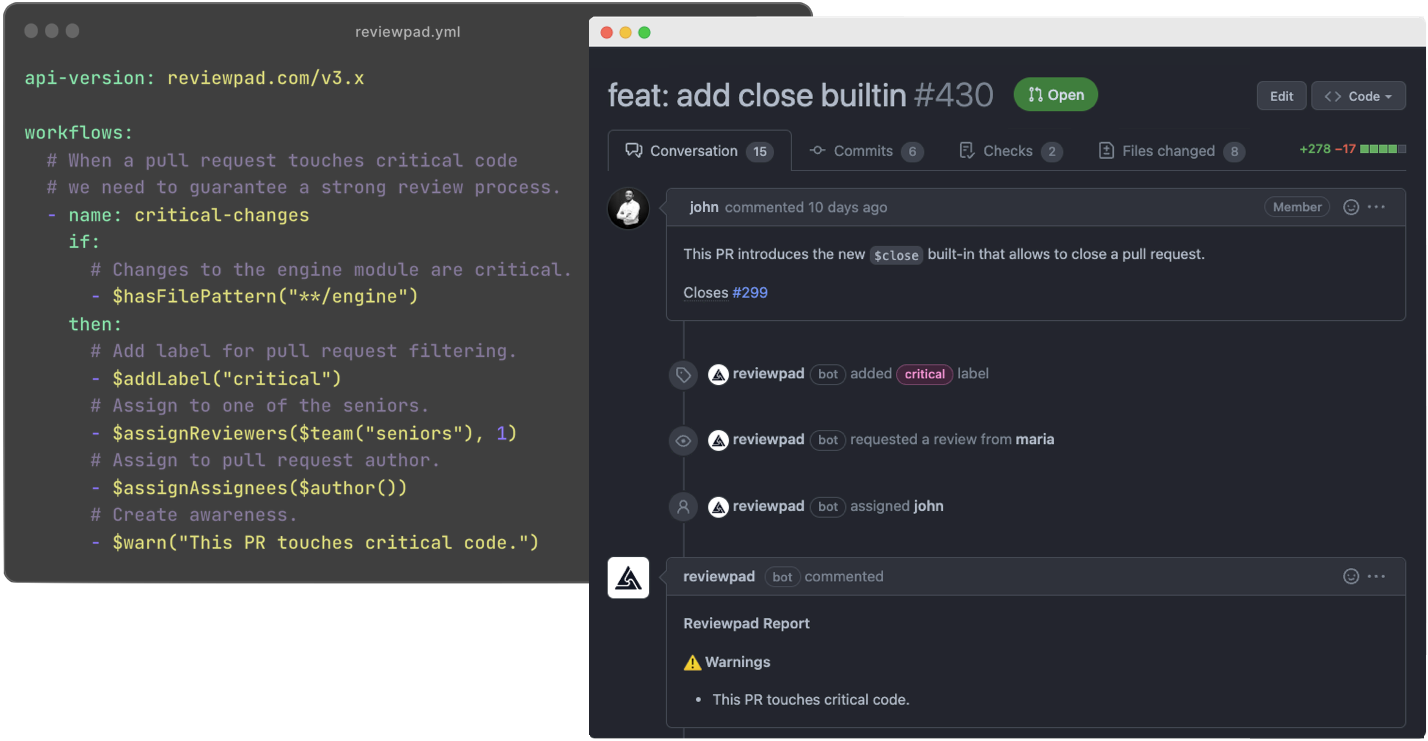 reviewpad.yml
api-version: reviewpad.com/v3.x
workflows:
# When a pull request touches critical code
# we need to guarantee a strong review process.
- name: critical-changes
if:
# Changes to the engine module are critical.
- $hasFilePattern("**/engine")
then:
# Add label for pull request filtering.
- $addLabel("critical")
# Assign to one of the seniors.
- $assignReviewers($team("seniors"), 1)
# Assign to pull request author.
- $assignAssignees($author())
# Create awareness.
- $warn("This PR touches critical code.")
feat: add close builtin #430 Open Edit <> Code
Conversation 15 Commits 6 Checks 2 Files changed 8 +278 −17
john commented 10 days ago Member ...
This PR introduces the new $close built-in that allows to close a pull request.
Closes #299
reviewpad bot added critical label
reviewpad bot requested a review from maria
reviewpad bot assigned john
reviewpad bot commented ...
Reviewpad Report
⚠ Warnings
• This PR touches critical code.